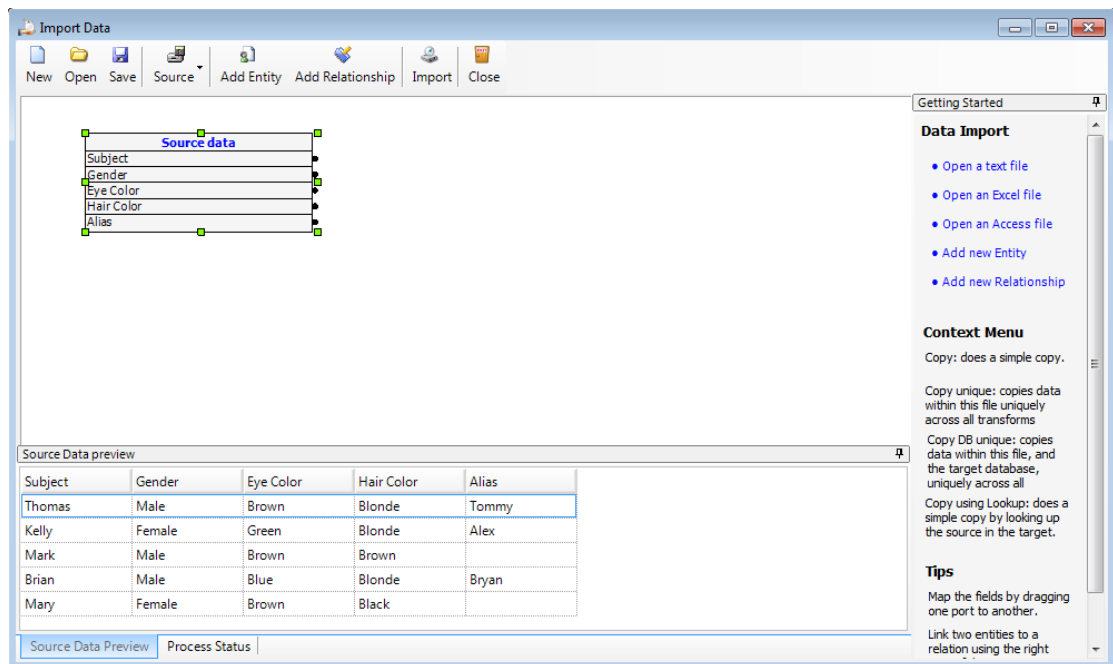 Import Data
New Open Save Source Add Entity Add Relationship Import Close
Source data
Subject
Gender
Eye Color
Hair Color
Alias
Getting Started
Data Import
• Open a text file
• Open an Excel file
• Open an Access file
• Add new Entity
• Add new Relationship
Context Menu
Copy: does a simple copy.
Copy unique: copies data
within this file uniquely
across all transforms
Copy DB unique: copies
data within this file, and
the target database,
uniquely across all
Copy using Lookup: does a
simple copy by looking up
the source in the target.
Tips
Map the fields by dragging
one port to another.
Link two entities to a
relation using the right
Source Data preview
Subject Gender Eye Color Hair Color Alias
Thomas Male Brown Blonde Tommy
Kelly Female Green Blonde Alex
Mark Male Brown Brown
Brian Male Blue Blonde Bryan
Mary Female Brown Black
Source Data Preview Process Status